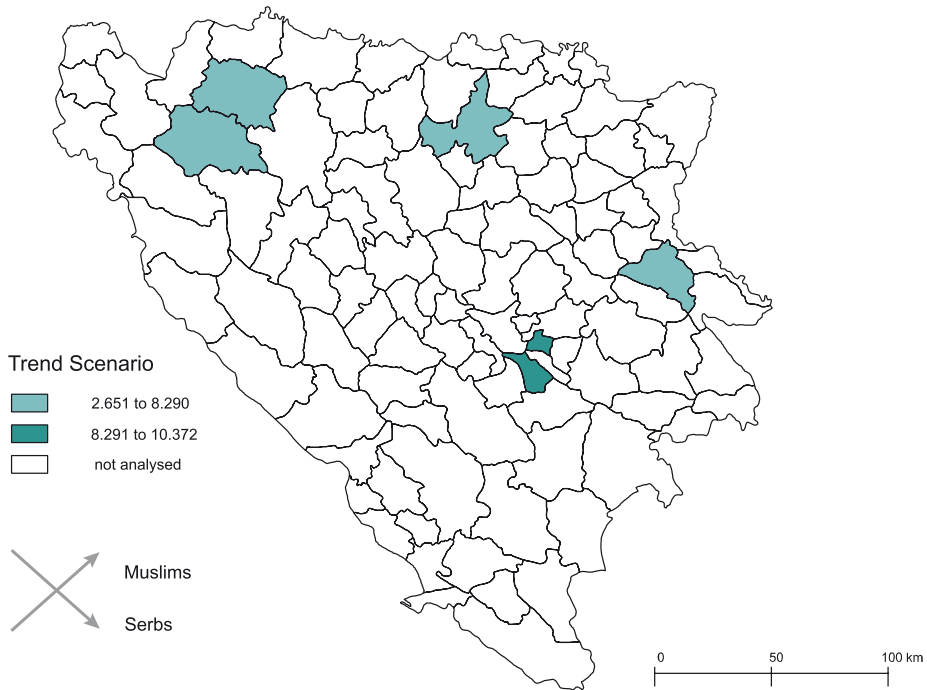 Trend Scenario
2.651 to 8.290
8.291 to 10.372
not analysed
Muslims
Serbs
0 50 100 km